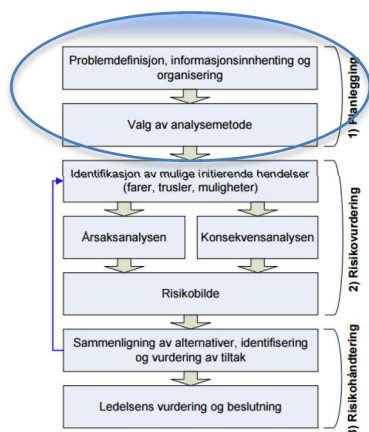 Problemdefinisjon, informasjonsinnhenting og
organisering
Valg av analysemetode
1) Planlegging
Identifikasjon av mulige initierende hendelser
(farer, trusler, muligheter)
Årsaksanalysen
Konsekvensanalysen
Risikobilde
2) Risikovurdering
Sammenligning av alternativer, identifisering
og vurdering av tiltak
Ledelsens vurdering og beslutning
3) Risikohåndtering